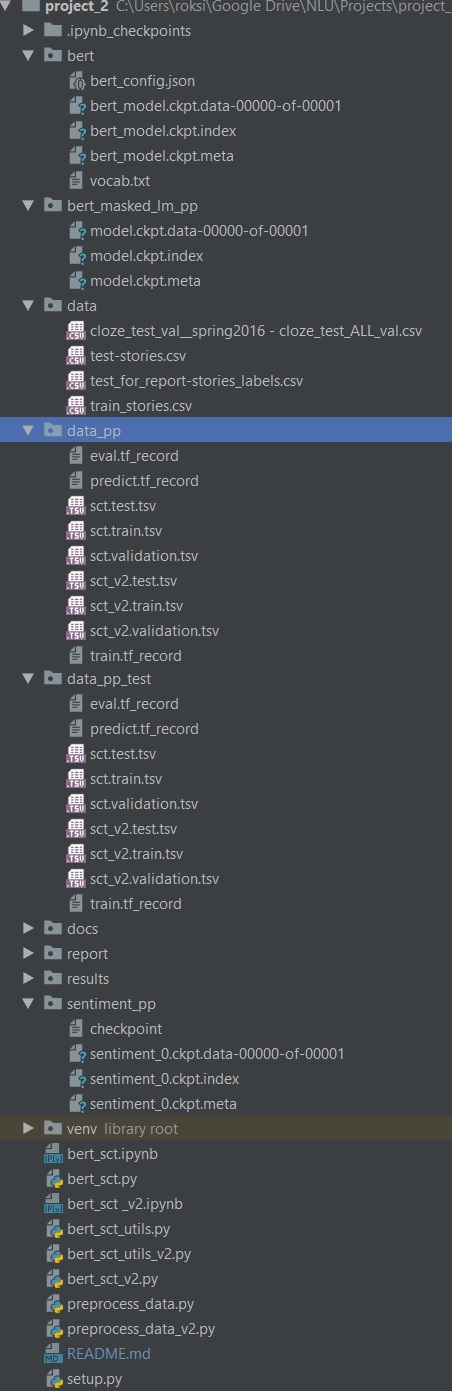 project_2 C:\Users\roksi\Google Drive\NLU\Projects\project_
.ipynb_checkpoints
bert
bert_config.json
bert_model.ckpt.data-00000-of-00001
bert_model.ckpt.index
bert_model.ckpt.meta
vocab.txt
bert_masked_lm_pp
model.ckpt.data-00000-of-00001
model.ckpt.index
model.ckpt.meta
data
cloze_test_val__spring2016 - cloze_test_ALL_val.csv
test-stories.csv
test_for_report-stories_labels.csv
train_stories.csv
data_pp
eval.tf_record
predict.tf_record
sct.test.tsv
sct.train.tsv
sct.validation.tsv
sct_v2.test.tsv
sct_v2.train.tsv
sct_v2.validation.tsv
train.tf_record
data_pp_test
eval.tf_record
predict.tf_record
sct.test.tsv
sct.train.tsv
sct.validation.tsv
sct_v2.test.tsv
sct_v2.train.tsv
sct_v2.validation.tsv
train.tf_record
docs
report
results
sentiment_pp
checkpoint
sentiment_0.ckpt.data-00000-of-00001
sentiment_0.ckpt.index
sentiment_0.ckpt.meta
venv library root
bert_sct.ipynb
bert_sct.py
bert_sct _v2.ipynb
bert_sct_utils.py
bert_sct_utils_v2.py
bert_sct_v2.py
preprocess_data.py
preprocess_data_v2.py
README.md
setup.py